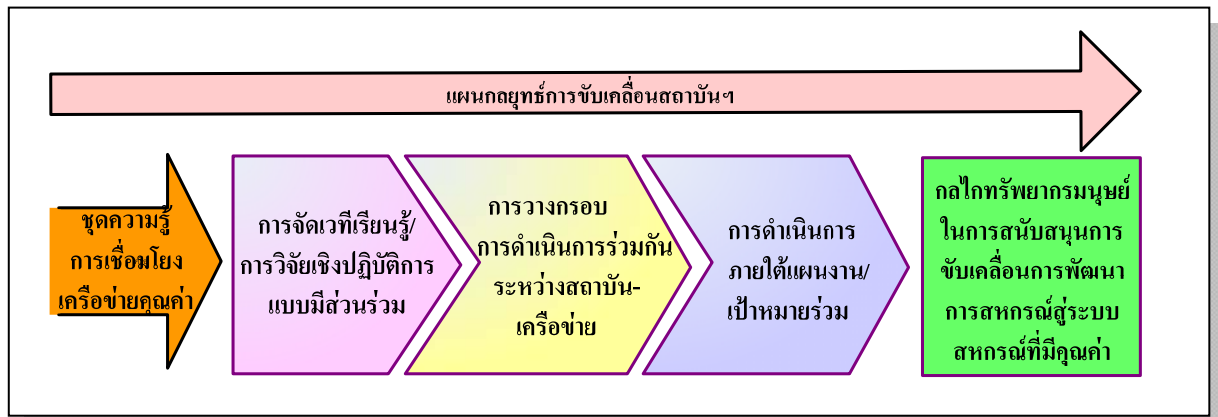 แผนกลยุทธ์การขับเคลื่อนสถาบันฯ
ชุดความรู้
การเชื่อมโยง
เครือข่ายคุณค่า
การจัดเวทีเรียนรู้/
การวิจัยเชิงปฏิบัติการ
แบบมีส่วนร่วม
การวางกรอบ
การดำเนินการร่วมกัน
ระหว่างสถาบัน-
เครือข่าย
การดำเนินการ
ภายใต้แผนงาน/
เป้าหมายร่วม
กลไกทรัพยากรมนุษย์
ในการสนับสนุนการ
ขับเคลื่อนการพัฒนา
การสหกรณ์สู่ระบบ
สหกรณ์ที่มีคุณค่า